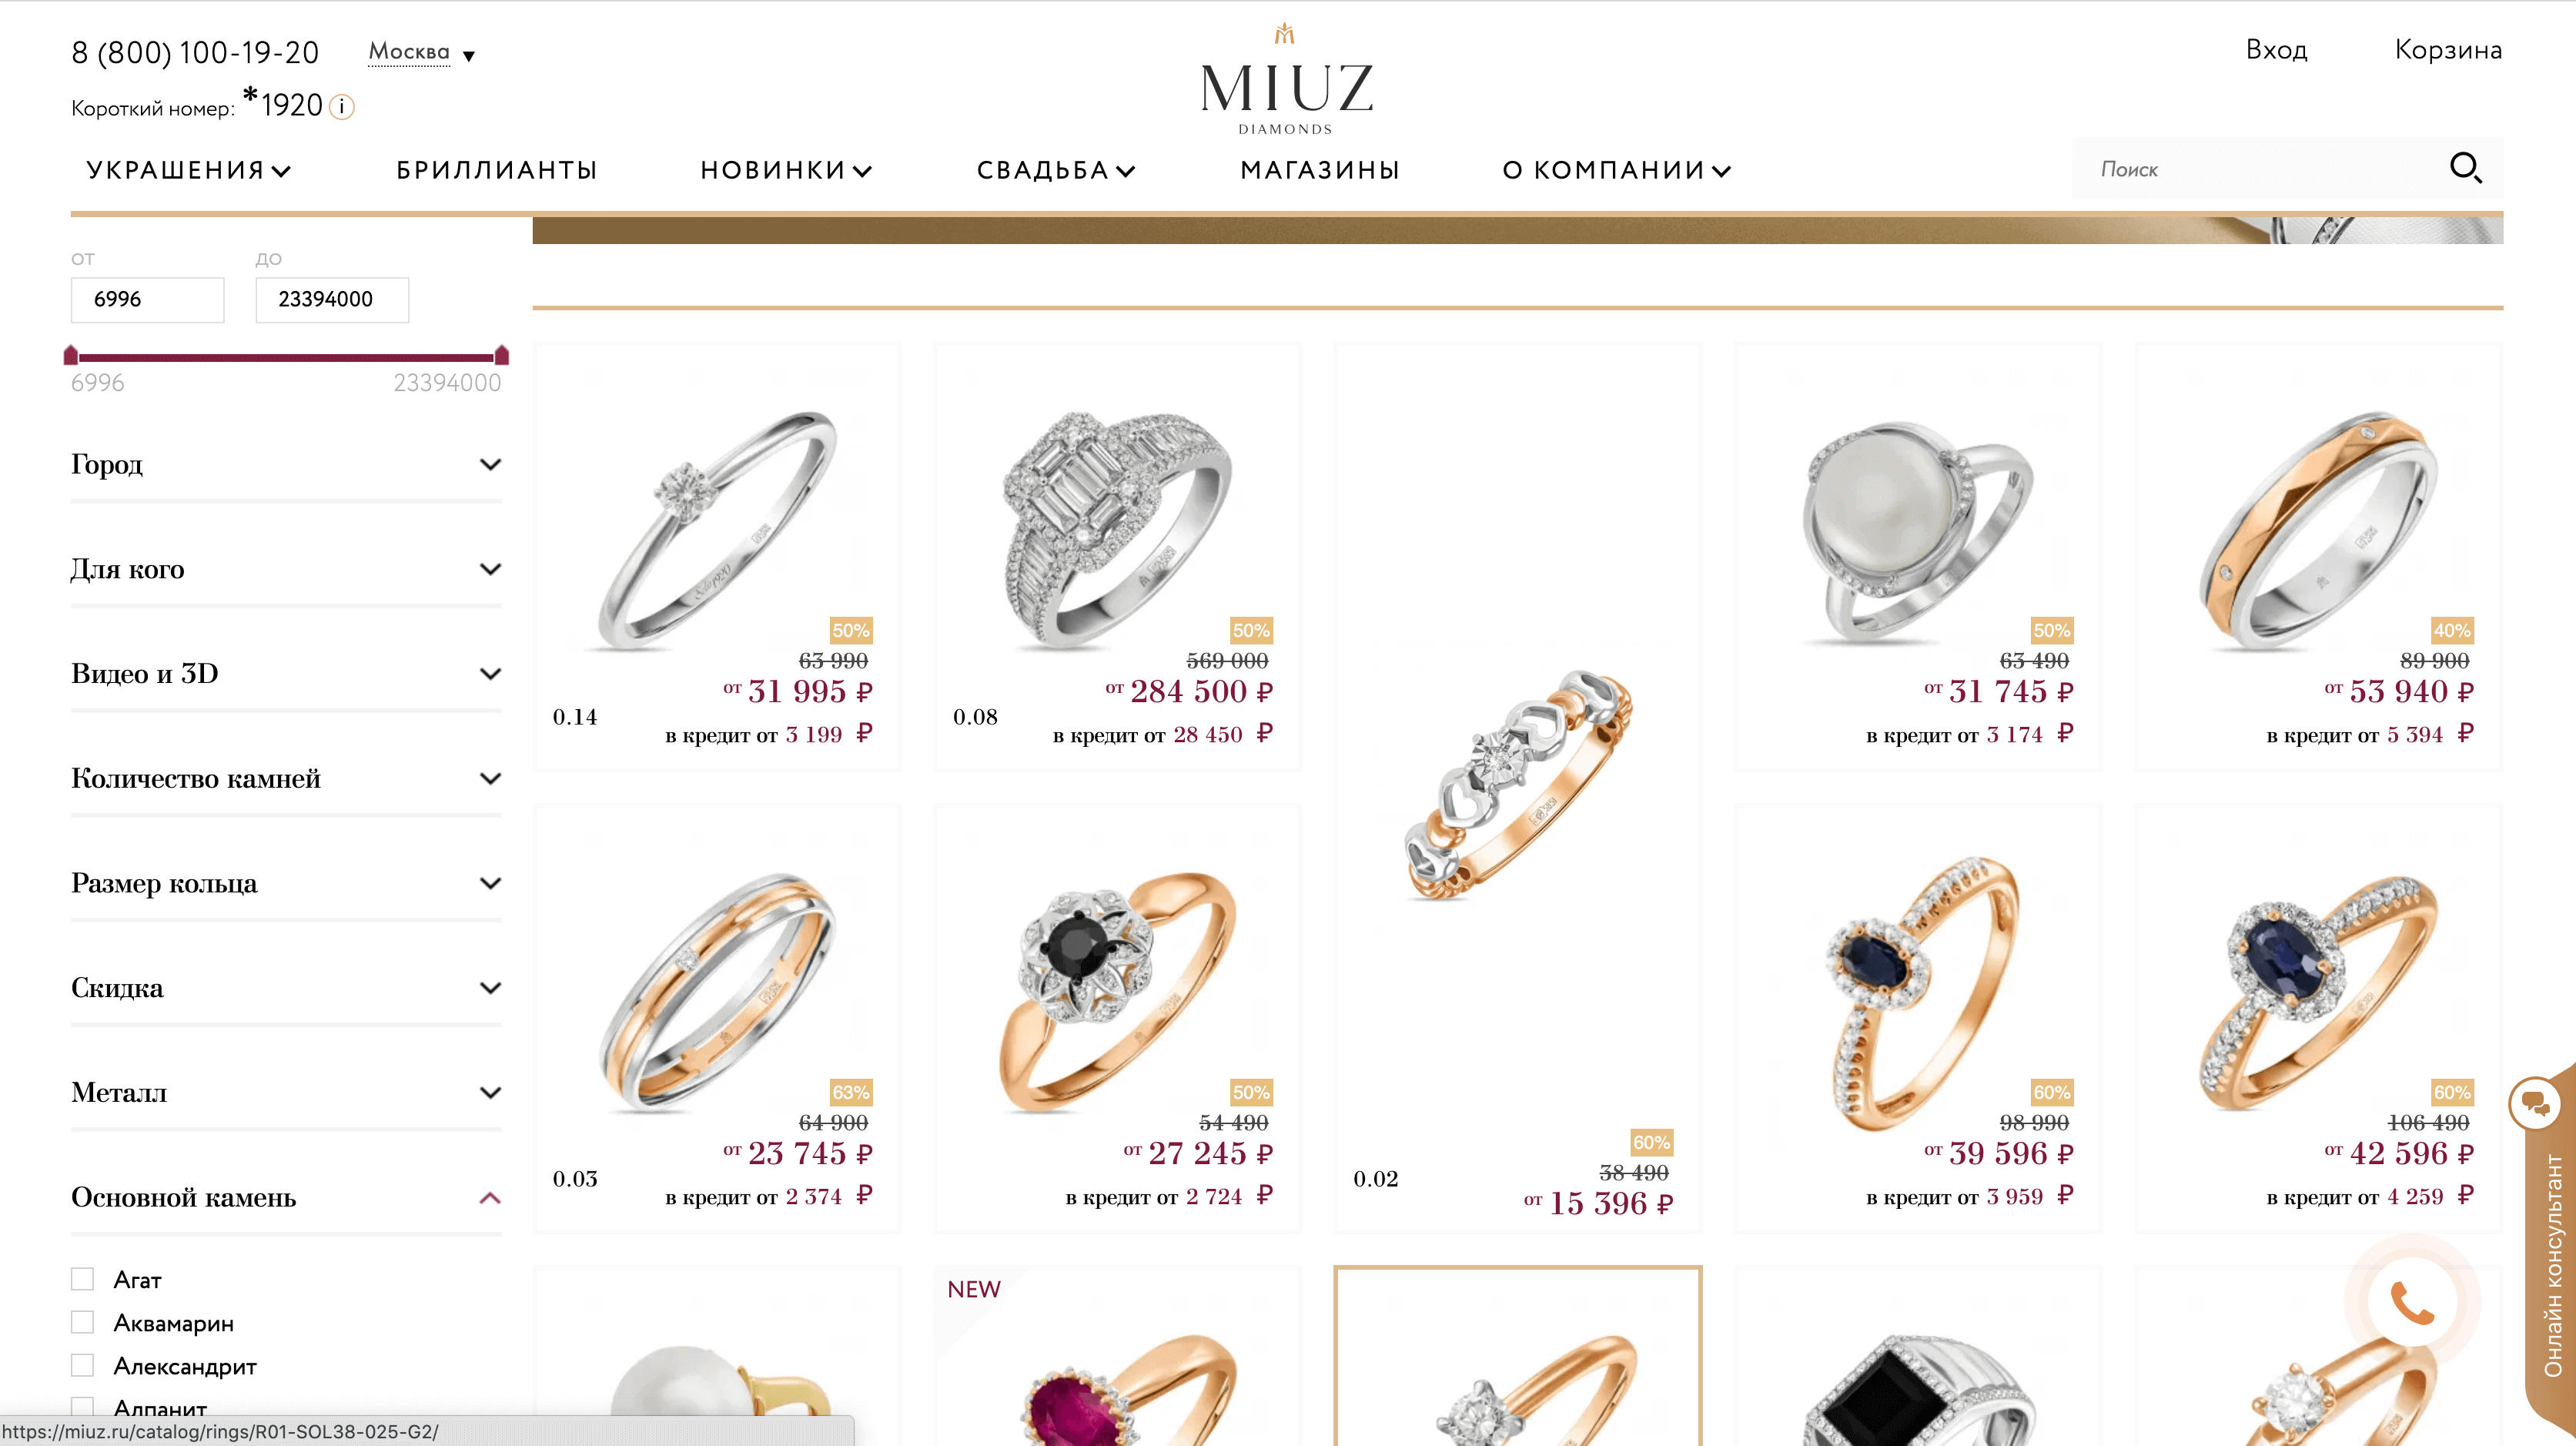 8 (800) 100-19-20
Москва
Короткий номер: *1920 i
MIUZ
DIAMONDS
Вход
Корзина
УКРАШЕНИЯ
БРИЛЛИАНТЫ
НОВИНКИ
СВАДЬБА
МАГАЗИНЫ
О КОМПАНИИ
Поиск
ОТ
ДО
6996
23394000
6996
23394000
Город
Для кого
Видео и 3D
Количество камней
Размер кольца
Скидка
Металл
Основной камень
Агат
Аквамарин
Александрит
Алпанит
50%
63 990
от 31 995 ₽
0.14
в кредит от 3 199 ₽
50%
569 000
от 284 500 ₽
0.08
в кредит от 28 450 ₽
50%
63 490
от 31 745 ₽
в кредит от 3 174 ₽
40%
89 900
от 53 940 ₽
в кредит от 5 394 ₽
63%
64 900
от 23 745 ₽
0.03
в кредит от 2 374 ₽
50%
54 490
от 27 245 ₽
в кредит от 2 724 ₽
60%
38 490
0.02
от 15 396 ₽
60%
98 990
от 39 596 ₽
в кредит от 3 959 ₽
60%
106 490
от 42 596 ₽
в кредит от 4 259 ₽
NEW
Онлайн консультант
https://miuz.ru/catalog/rings/R01-SOL38-025-G2/